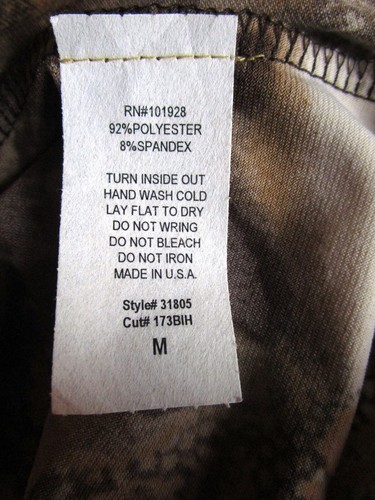 RN#101928
92%POLYESTER
8%SPANDEX
TURN INSIDE OUT
HAND WASH COLD
LAY FLAT TO DRY
DO NOT WRING
DO NOT BLEACH
DO NOT IRON
MADE IN U.S.A.
Style# 31805
Cut# 173BIH
M